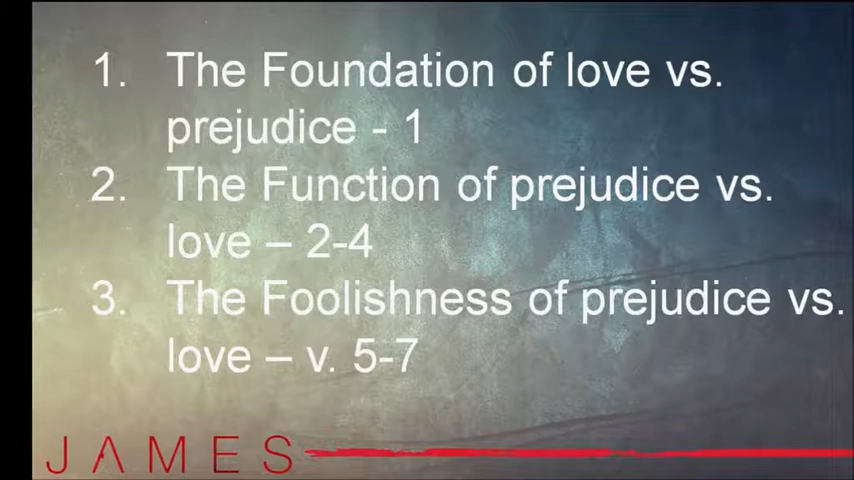 1. The Foundation of love vs.
prejudice - 1
2. The Function of prejudice vs.
love – 2-4
3. The Foolishness of prejudice vs.
love – v. 5-7
JAMES